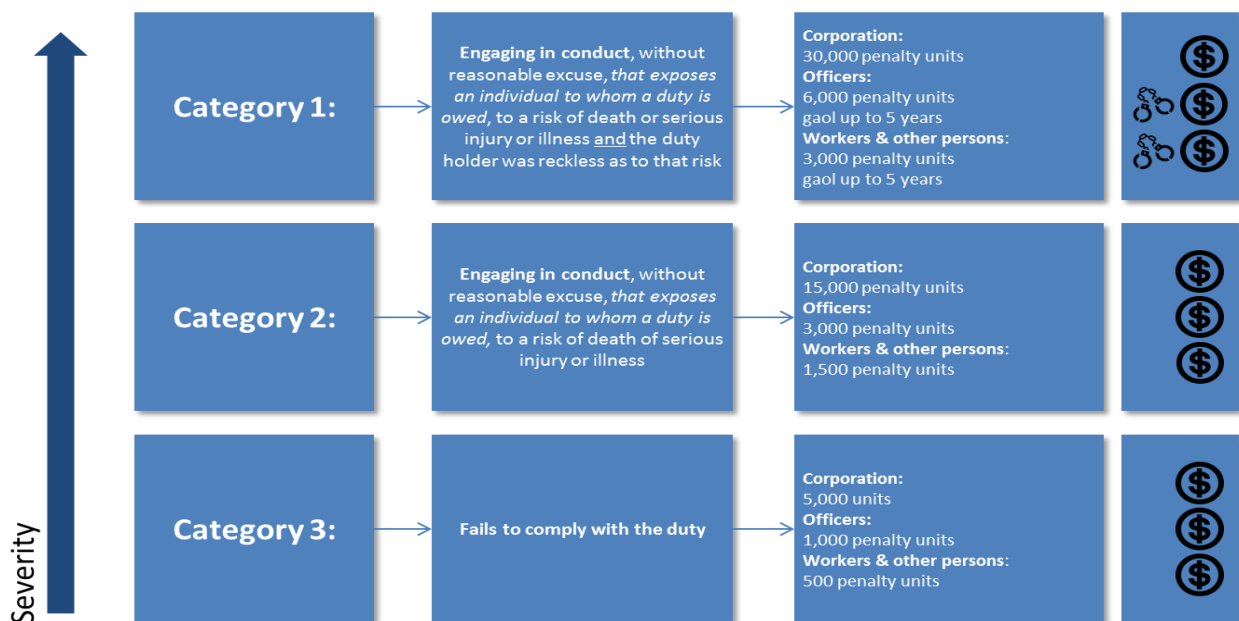 Category 1:
Engaging in conduct, without
reasonable excuse, that exposes
an individual to whom a duty is
owed, to a risk of death or serious
injury or illness and the duty
holder was reckless as to that risk
Corporation:
30,000 penalty units
Officers:
6,000 penalty units
gaol up to 5 years
Workers & other persons:
3,000 penalty units
gaol up to 5 years
$
$
$
Category 2:
Engaging in conduct, without
reasonable excuse, that exposes
an individual to whom a duty is
owed, to a risk of death of serious
injury or illness
Corporation:
15,000 penalty units
Officers:
3,000 penalty units
Workers & other persons:
1,500 penalty units
$
$
$
Category 3:
Fails to comply with the duty
Corporation:
5,000 units
Officers:
1,000 penalty units
Workers & other persons:
500 penalty units
$
$
$
Severity